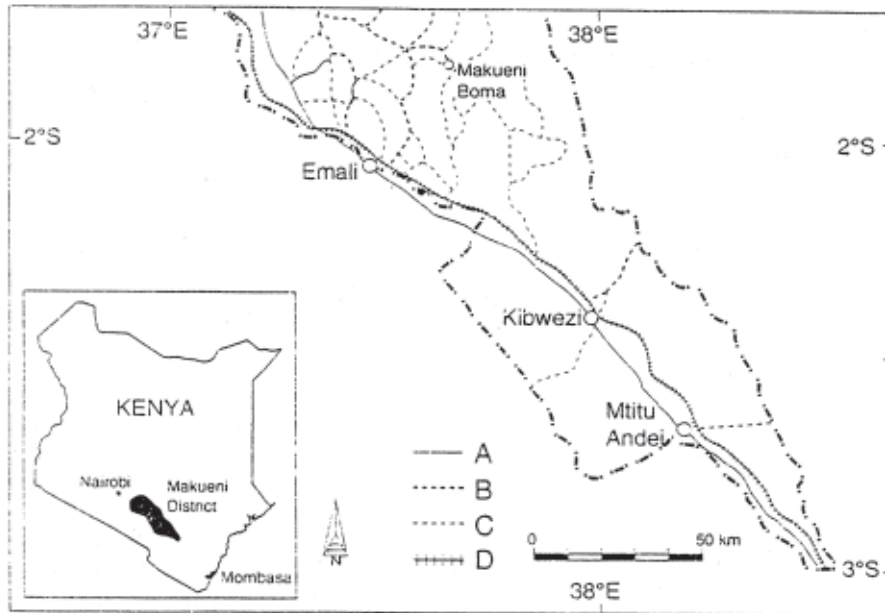 37°E
38°E
Makueni
Boma
2°S
2°S
Emali
Kibwezi
KENYA
Mtitu
Andei
A
Nairobi
Makueni
District
B
C
0
50 km
D
N
Mombasa
38°E
3°S